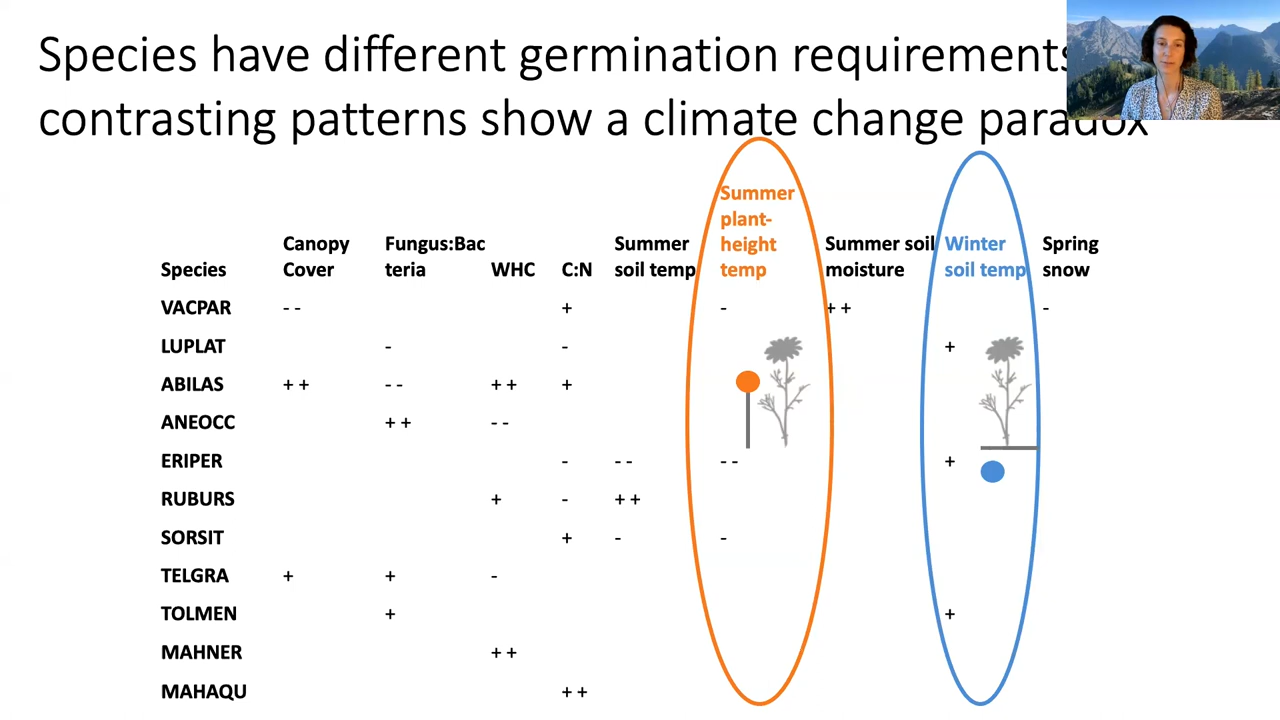 Species have different germination requirements
contrasting patterns show a climate change paradox
Species
Canopy Cover
Fungus:Bac teria
WHC
C:N
Summer soil temp
Summer plant- height temp
Summer soil moisture
Winter soil temp
Spring snow
VACPAR - - + - + + -
LUPLAT - - +
ABILAS + + - - + + +
ANEOCC + + - -
ERIPER - - - - - +
RUBURS + - + +
SORSIT + - -
TELGRA + + -
TOLMEN + +
MAHNER + +
MAHAQU + +